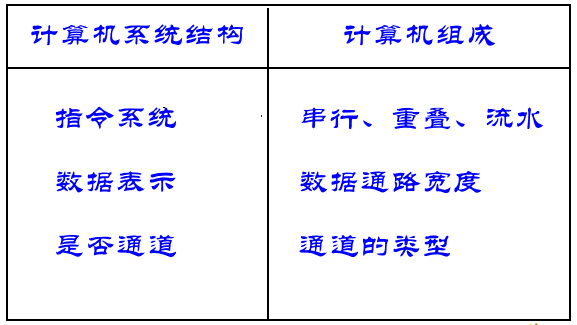 计算机系统结构 计算机组成
指令系统 串行、重叠、流水
数据表示 数据通路宽度
是否通道 通道的类型